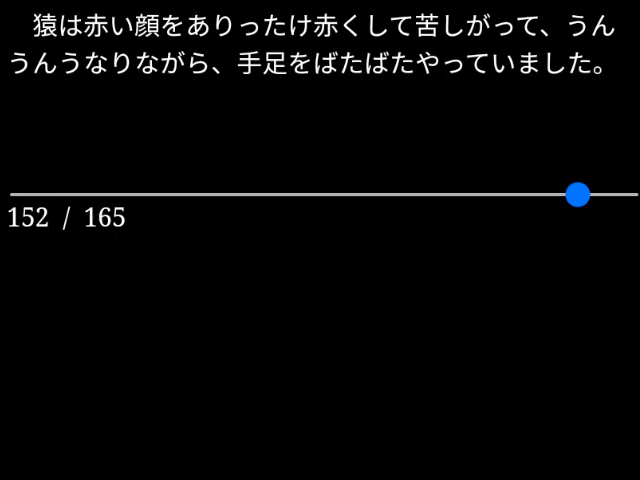 猿は赤い顔をありったけ赤くして苦しがって、うん
うんうなりながら、手足をばたばたやっていました。
152 / 165